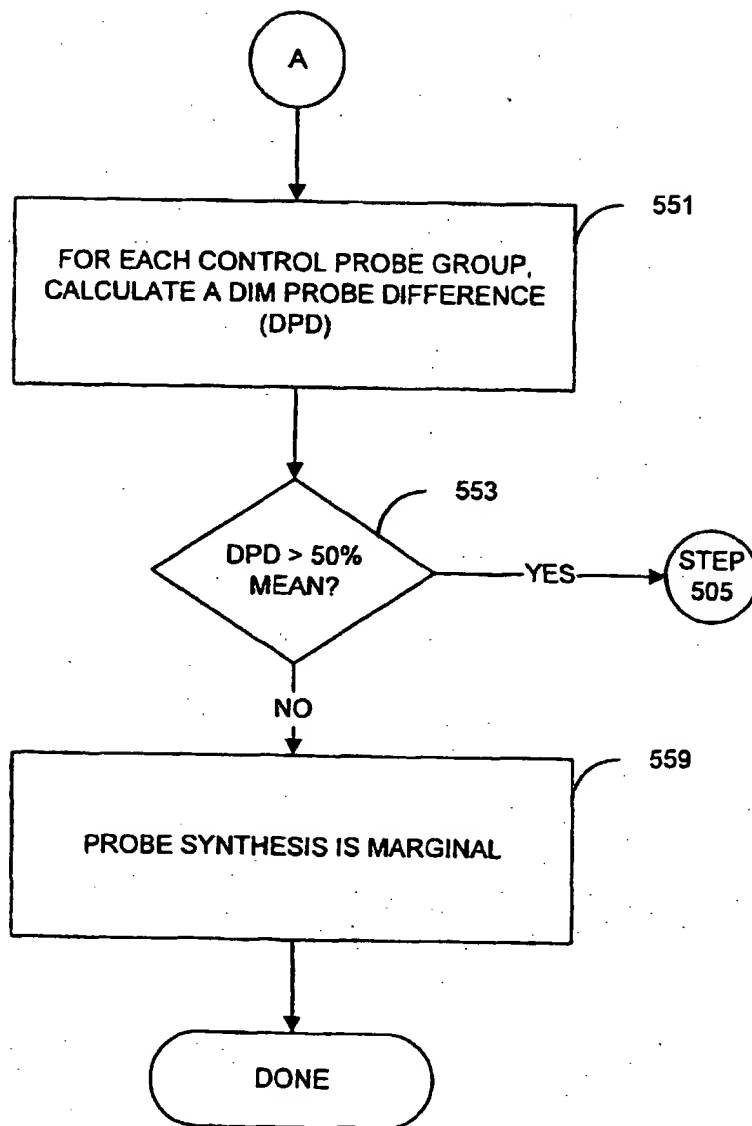 A
551
FOR EACH CONTROL PROBE GROUP,
CALCULATE A DIM PROBE DIFFERENCE
(DPD)
553
DPD > 50%
MEAN?
YES
STEP
505
NO
559
PROBE SYNTHESIS IS MARGINAL
DONE